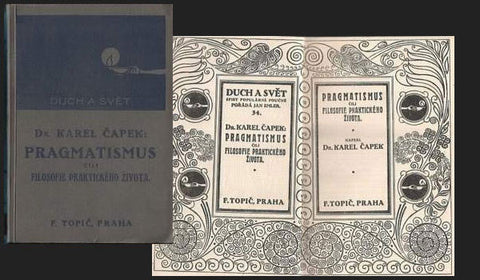 DUCH A SVĚT
Dr. KAREL ČAPEK:
PRAGMATISMUS
ČILI
FILOSOFIE PRAKTICKÉHO ŽIVOTA.
F. TOPIČ, PRAHA
DUCH A SVĚT
SPISY POPULÁRNĚ POUČNÉ
POŘÁDÁ JAN EMLER.
34.
Dr. KAREL ČAPEK:
PRAGMATISMUS
ČILI
FILOSOFIE PRAKTICKÉHO
ŽIVOTA.
F. TOPIČ, PRAHA
PRAGMATISMUS
ČILI
FILOSOFIE PRAKTICKÉHO
ŽIVOTA.
NAPSAL
Dr. KAREL ČAPEK
F. TOPIČ, PRAHA